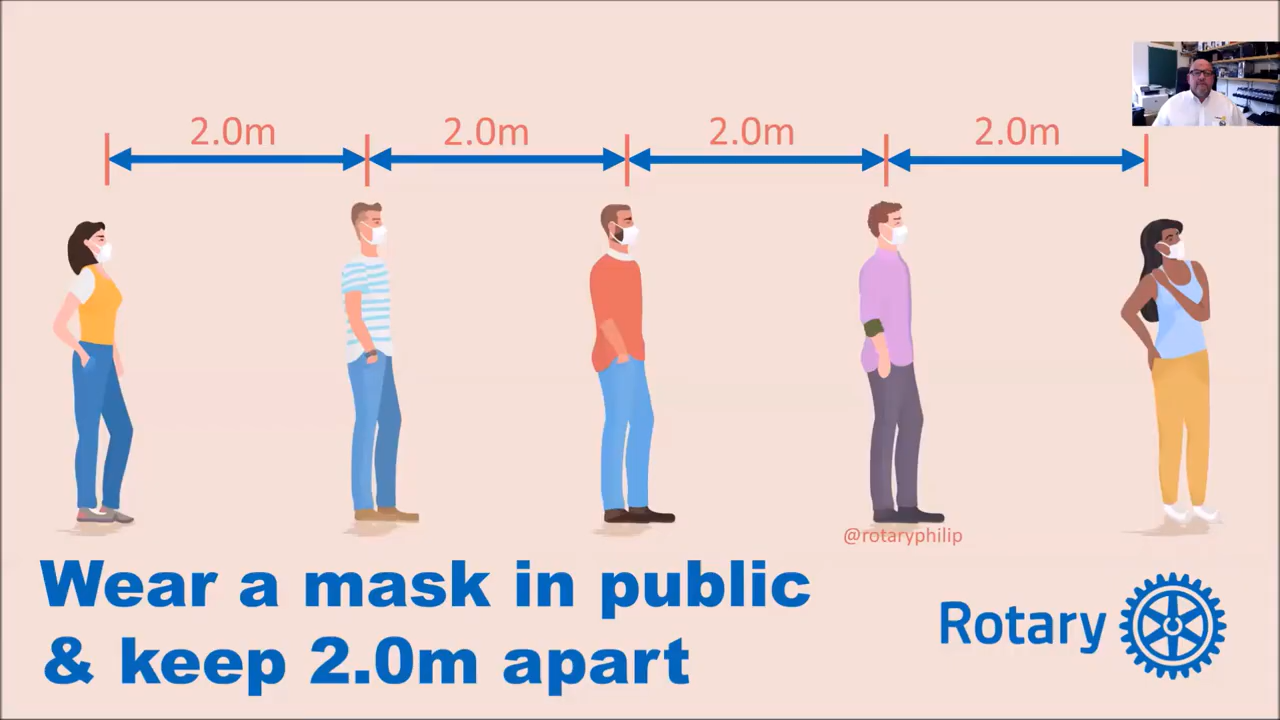 2.0m 2.0m 2.0m 2.0m
@rotaryphilip
Wear a mask in public
& keep 2.0m apart
Rotary